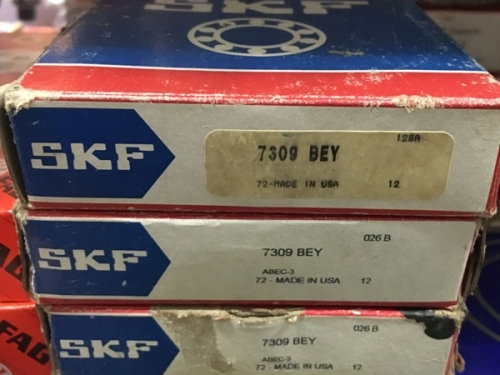 SKF
SKF
128A
7309 BEY
72-MADE IN USA 12
SKF
026 B
7309 BEY
ABEC-3
72 - MADE IN USA 12
SKF
026 B
7309 BEY
ABEC-3
72 - MADE IN USA 12
FAG
FAG